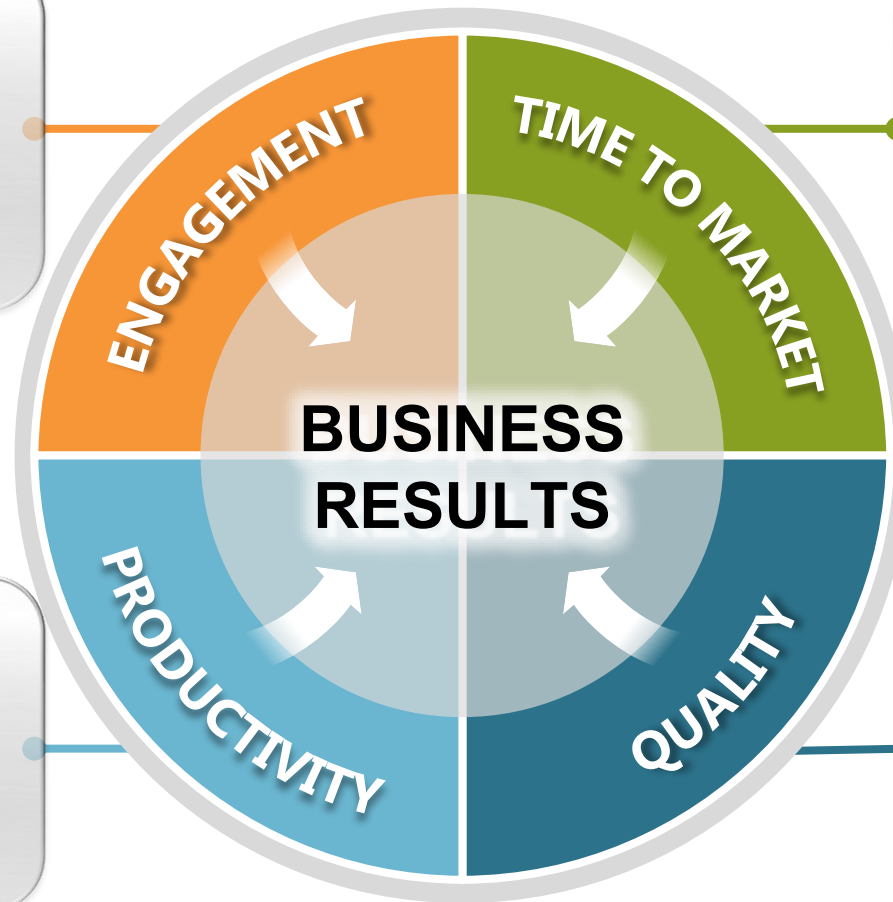 ENGAGEMENT
TIME TO MARKET
BUSINESS
RESULTS
PRODUCTIVITY
QUALITY